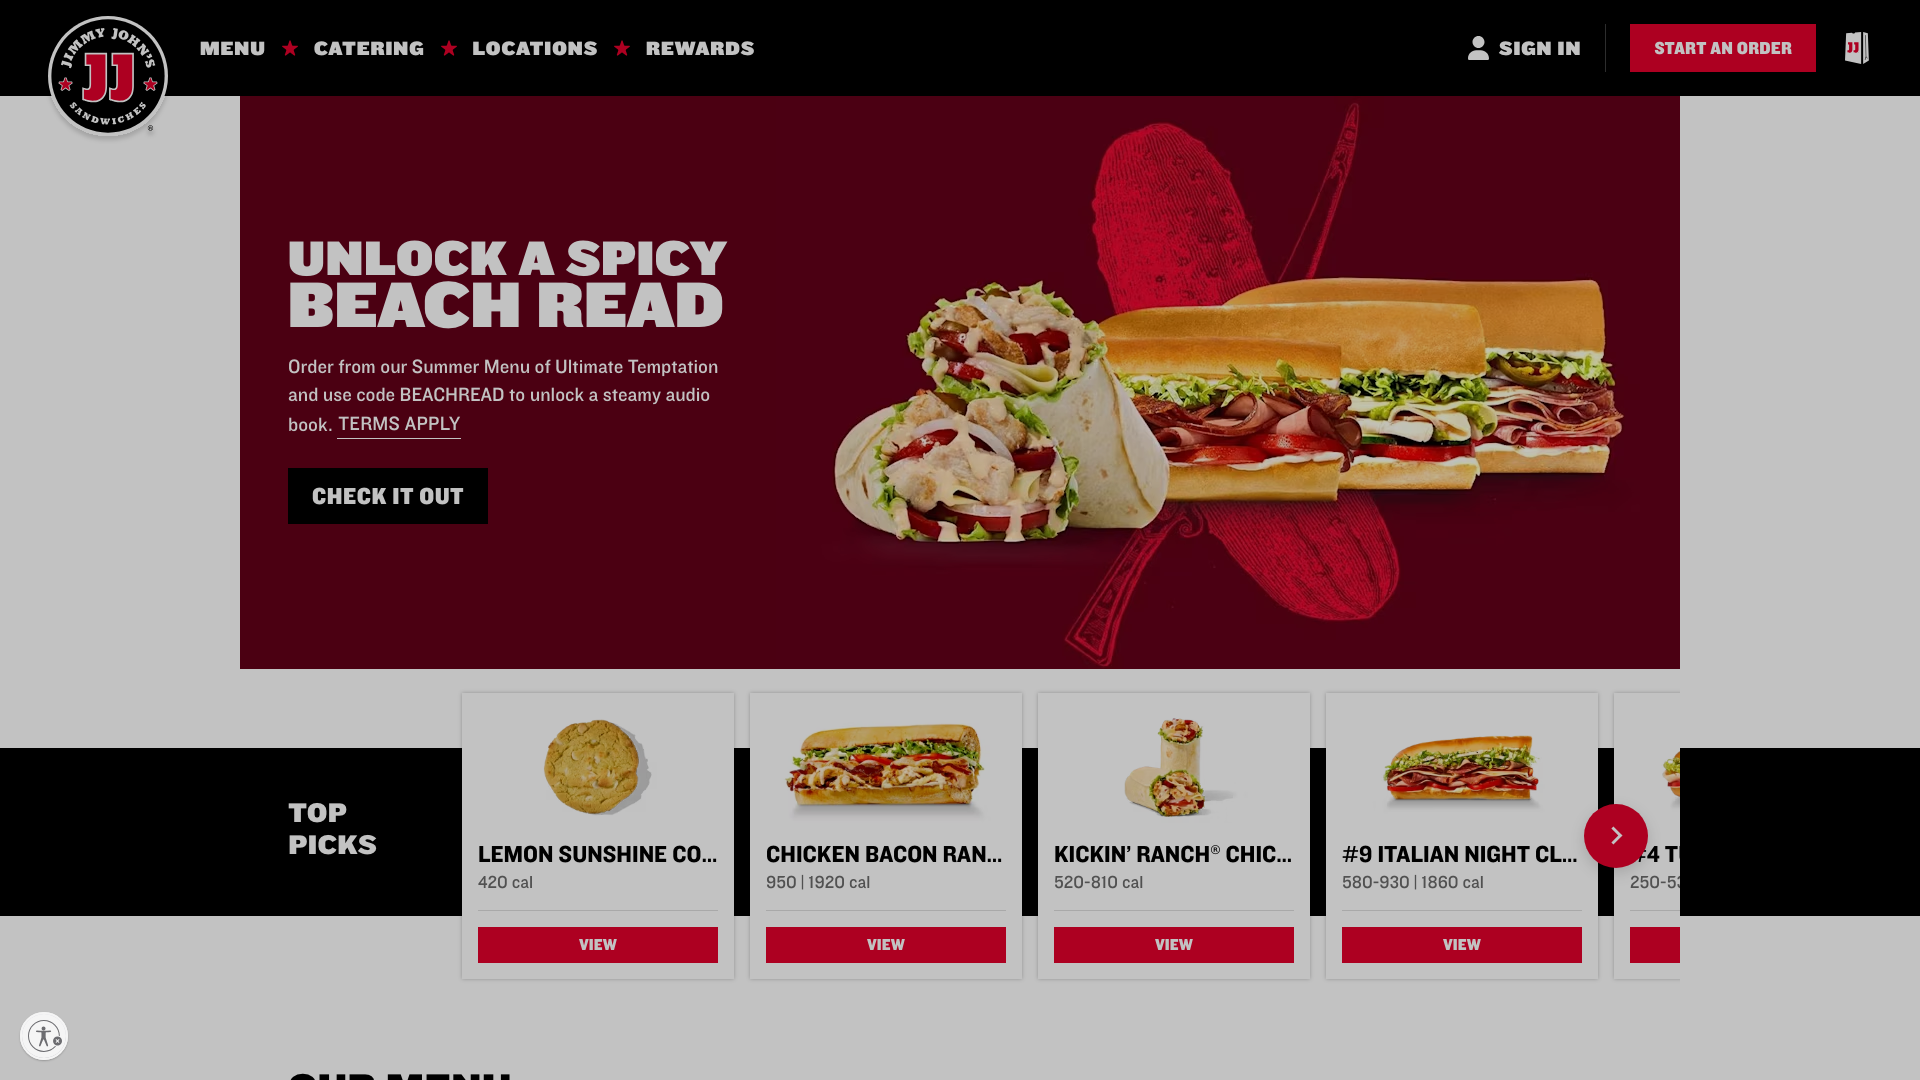 JIMMY JOHN'S
JJ
SANDWICHES
®
MENU
CATERING
LOCATIONS
REWARDS
SIGN IN
START AN ORDER
JJ
UNLOCK A SPICY
BEACH READ
Order from our Summer Menu of Ultimate Temptation
and use code BEACHREAD to unlock a steamy audio
book. TERMS APPLY
CHECK IT OUT
TOP
PICKS
LEMON SUNSHINE CO...
420 cal
VIEW
CHICKEN BACON RAN...
950 | 1920 cal
VIEW
KICKIN’ RANCH® CHIC...
520-810 cal
VIEW
#9 ITALIAN NIGHT CL...
580-930 | 1860 cal
VIEW
#4 T
250-53
OUR MENU